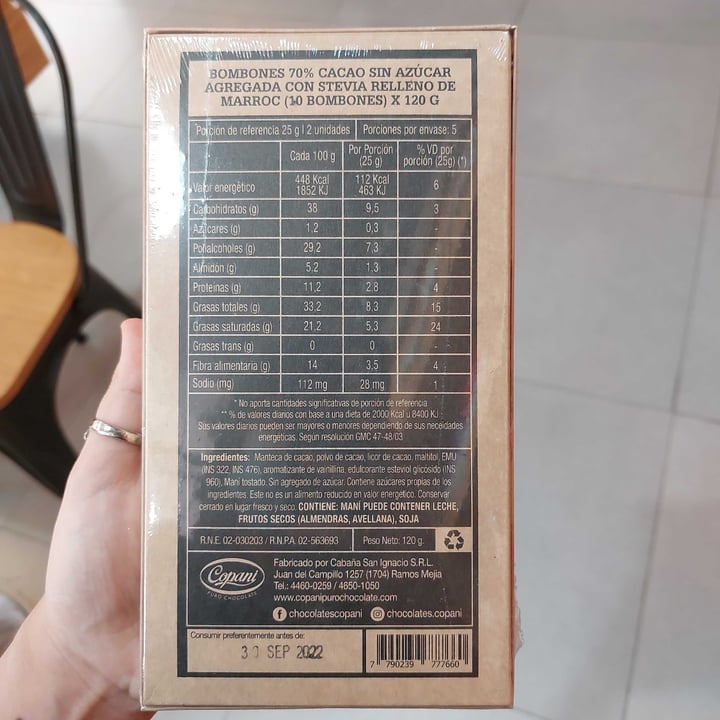 BOMBONES 70% CACAO SIN AZÚCAR
AGREGADA CON STEVIA RELLENO DE
MARROC (10 BOMBONES) X 120 G
Porción de referencia 25 g | 2 unidades Porciones por envase: 5
Cada 100 g Por Porción (25 g) % VD por porción (25g) (*)
Valor energético 448 Kcal 1852 KJ 112 Kcal 463 KJ 6
Carbohidratos (g) 38 9,5 3
Azúcares (g) 1,2 0,3 -
Polialcoholes (g) 29,2 7,3 -
Almidón (g) 5,2 1,3 -
Proteínas (g) 11,2 2.8 4
Grasas totales (g) 33,2 8,3 15
Grasas saturadas (g) 21,2 5,3 24
Grasas trans (g) 0 0 -
Fibra alimentaria (g) 14 3,5 4
Sodio (mg) 112 mg 28 mg 1
* No aporta cantidades significativas de porción de referencia
** % de valores diarios con base a una dieta de 2000 Kcal u 8400 KJ
Sus valores diarios pueden ser mayores o menores dependiendo de sus necesidades
energéticas. Según resolución GMC 47-48/03
Ingredientes: Manteca de cacao, polvo de cacao, licor de cacao, maltitol, EMU
(INS 322, INS 476), aromatizante de vainillina, edulcorante esteviol glicósido (INS
960), Maní tostado. Sin agregado de azúcar. Contiene azúcares propias de los
ingredientes. Este no es un alimento reducido en valor energético. Conservar
cerrado en lugar fresco y seco. CONTIENE: MANÍ PUEDE CONTENER LECHE,
FRUTOS SECOS (ALMENDRAS, AVELLANA), SOJA
R.N.E. 02-030203 / R.N.P.A. 02-563693 Peso Neto: 120 g.
Copani
PURO CHOCOLATE
Fabricado por Cabaña San Ignacio S.R.L.
Juan del Campillo 1257 (1704) Ramos Mejía
Tel.: 4460-0259 / 4650-1050
www.copanipurochocolate.com
chocolatescopani chocolates.copani
Consumir preferentemente antes de:
30 SEP 2022
7 790239 777660